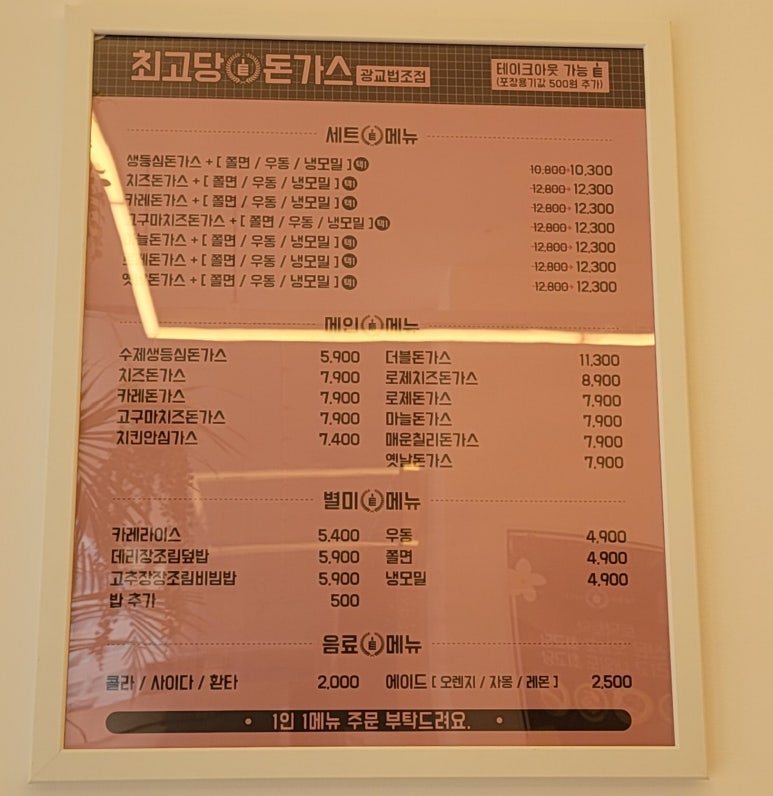 최고당 돈가스 광교법조점
테이크아웃 가능
(포장용기값 500원 추가)
세트 메뉴
생등심돈가스 + [ 쫄면 / 우동 / 냉모밀 ] 택1 10,800 → 10,300
치즈돈가스 + [ 쫄면 / 우동 / 냉모밀 ] 택1 12,800 → 12,300
카레돈가스 + [ 쫄면 / 우동 / 냉모밀 ] 택1 12,800 → 12,300
고구마치즈돈가스 + [ 쫄면 / 우동 / 냉모밀 ] 택1 12,800 → 12,300
마늘돈가스 + [ 쫄면 / 우동 / 냉모밀 ] 택1 12,800 → 12,300
로제돈가스 + [ 쫄면 / 우동 / 냉모밀 ] 택1 12,800 → 12,300
옛날돈가스 + [ 쫄면 / 우동 / 냉모밀 ] 택1 12,800 → 12,300
메인 메뉴
수제생등심돈가스 5,900 더블돈가스 11,300
치즈돈가스 7,900 로제치즈돈가스 8,900
카레돈가스 7,900 로제돈가스 7,900
고구마치즈돈가스 7,900 마늘돈가스 7,900
치킨안심가스 7,400 매운칠리돈가스 7,900
옛날돈가스 7,900
별미 메뉴
카레라이스 5,400 우동 4,900
데리장조림덮밥 5,900 쫄면 4,900
고추장장조림비빔밥 5,900 냉모밀 4,900
밥 추가 500
음료 메뉴
콜라 / 사이다 / 환타 2,000 에이드 [ 오렌지 / 자몽 / 레몬 ] 2,500
• 1인 1메뉴 주문 부탁드려요. •